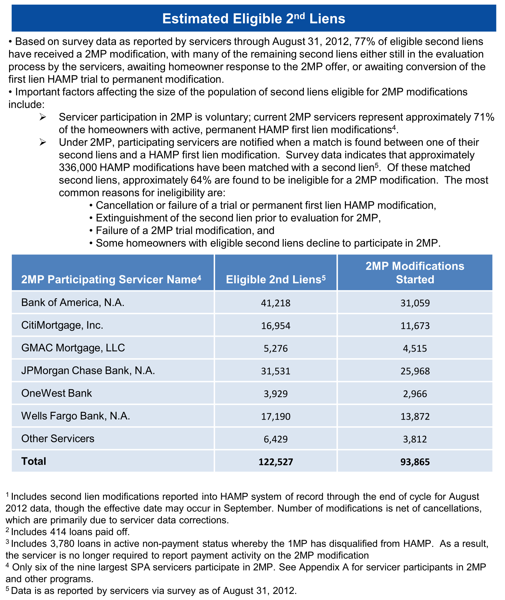 Estimated Eligible 2nd Liens
• Based on survey data as reported by servicers through August 31, 2012, 77% of eligible second liens
have received a 2MP modification, with many of the remaining second liens either still in the evaluation
process by the servicers, awaiting homeowner response to the 2MP offer, or awaiting conversion of the
first lien HAMP trial to permanent modification.
• Important factors affecting the size of the population of second liens eligible for 2MP modifications
include:
➢ Servicer participation in 2MP is voluntary; current 2MP servicers represent approximately 71%
of the homeowners with active, permanent HAMP first lien modifications4.
➢ Under 2MP, participating servicers are notified when a match is found between one of their
second liens and a HAMP first lien modification. Survey data indicates that approximately
336,000 HAMP modifications have been matched with a second lien5. Of these matched
second liens, approximately 64% are found to be ineligible for a 2MP modification. The most
common reasons for ineligibility are:
• Cancellation or failure of a trial or permanent first lien HAMP modification,
• Extinguishment of the second lien prior to evaluation for 2MP,
• Failure of a 2MP trial modification, and
• Some homeowners with eligible second liens decline to participate in 2MP.
2MP Participating Servicer Name4 Eligible 2nd Liens5 2MP Modifications
Started
Bank of America, N.A. 41,218 31,059
CitiMortgage, Inc. 16,954 11,673
GMAC Mortgage, LLC 5,276 4,515
JPMorgan Chase Bank, N.A. 31,531 25,968
OneWest Bank 3,929 2,966
Wells Fargo Bank, N.A. 17,190 13,872
Other Servicers 6,429 3,812
Total 122,527 93,865
1 Includes second lien modifications reported into HAMP system of record through the end of cycle for August
2012 data, though the effective date may occur in September. Number of modifications is net of cancellations,
which are primarily due to servicer data corrections.
2 Includes 414 loans paid off.
3 Includes 3,780 loans in active non-payment status whereby the 1MP has disqualified from HAMP. As a result,
the servicer is no longer required to report payment activity on the 2MP modification
4 Only six of the nine largest SPA servicers participate in 2MP. See Appendix A for servicer participants in 2MP
and other programs.
5 Data is as reported by servicers via survey as of August 31, 2012.